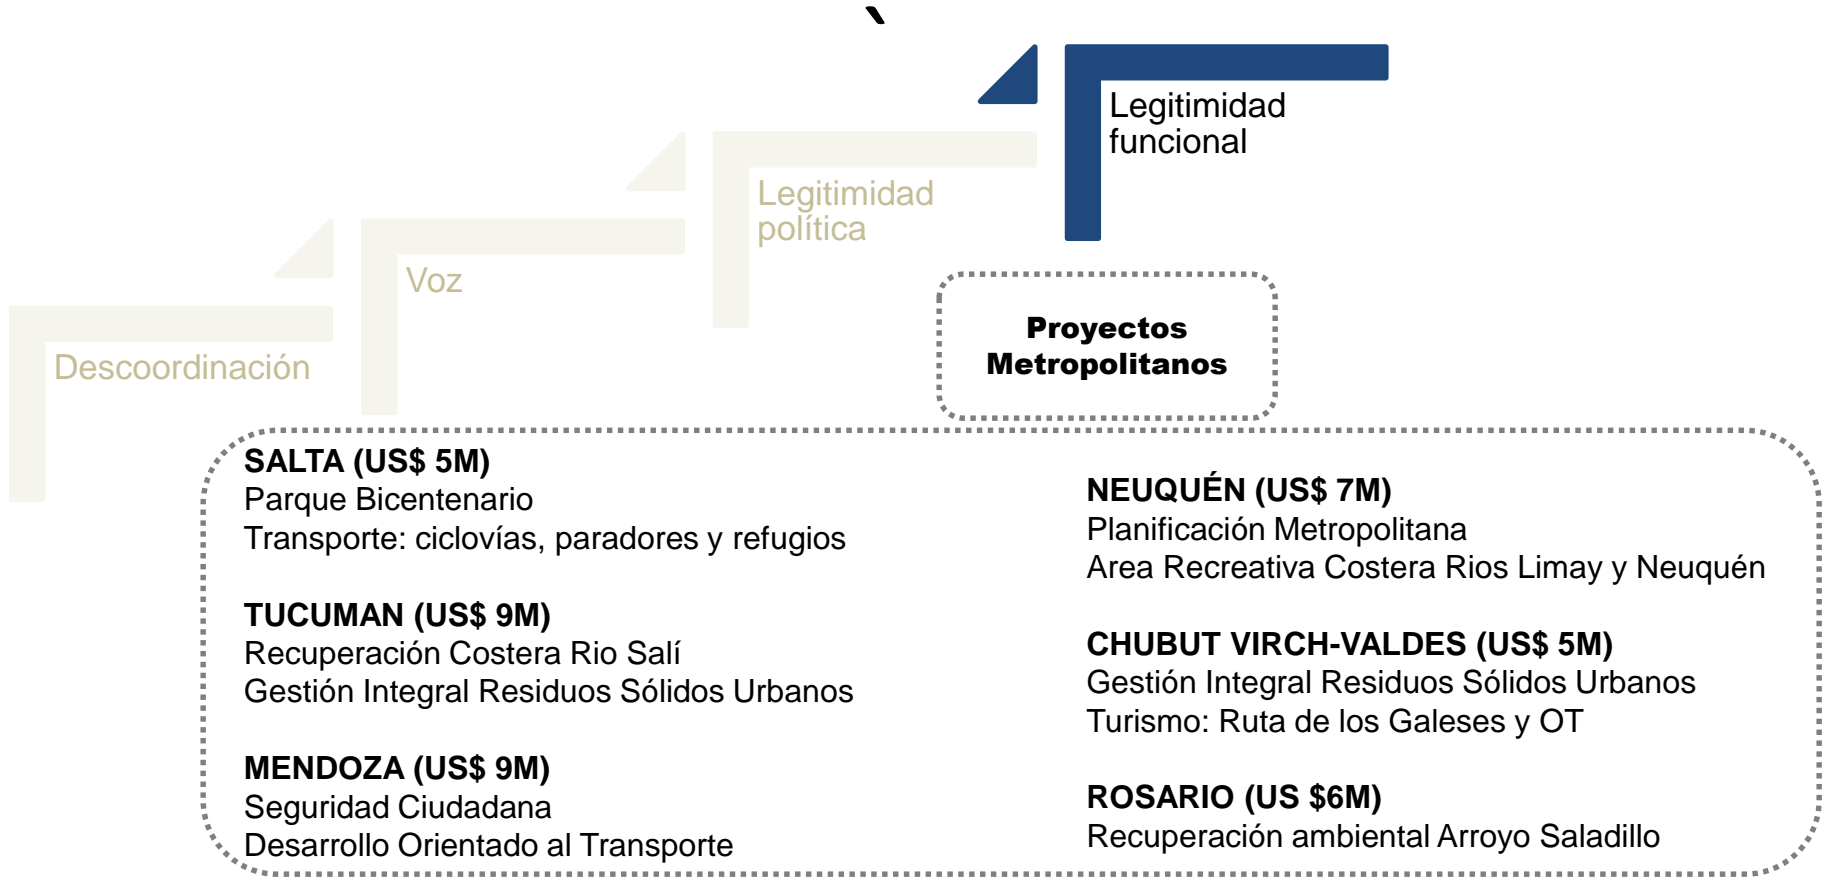 `
Legitimidad
funcional
Legitimidad
política
Voz
Descoordinación
Proyectos
Metropolitanos
SALTA (US$ 5M)
Parque Bicentenario
Transporte: ciclovías, paradores y refugios
TUCUMAN (US$ 9M)
Recuperación Costera Rio Salí
Gestión Integral Residuos Sólidos Urbanos
MENDOZA (US$ 9M)
Seguridad Ciudadana
Desarrollo Orientado al Transporte
NEUQUÉN (US$ 7M)
Planificación Metropolitana
Area Recreativa Costera Rios Limay y Neuquén
CHUBUT VIRCH-VALDES (US$ 5M)
Gestión Integral Residuos Sólidos Urbanos
Turismo: Ruta de los Galeses y OT
ROSARIO (US $6M)
Recuperación ambiental Arroyo Saladillo